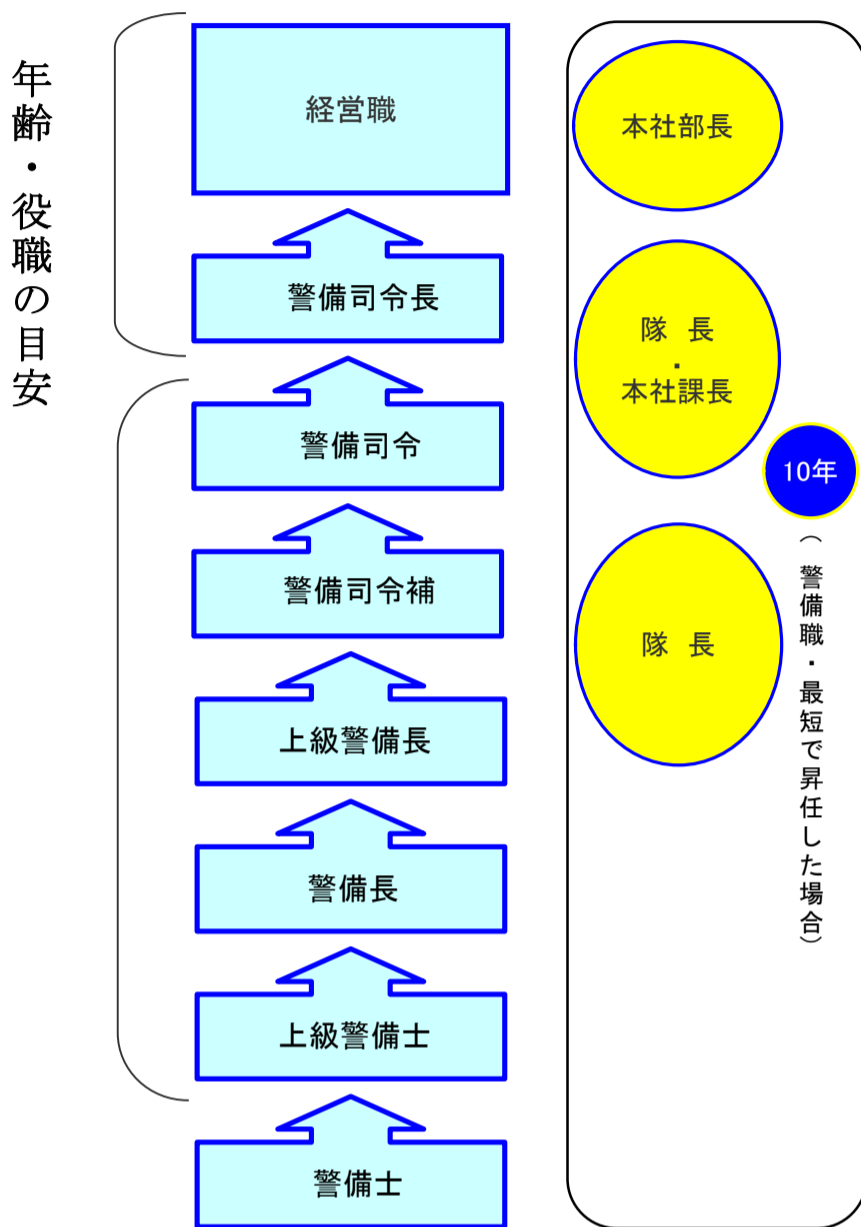 年齢・役職の目安
経営職
警備司令長
警備司令
警備司令補
上級警備長
警備長
上級警備士
警備士
本社部長
隊 長
・
本社課長
隊 長
10年
（ 警備職・最短で昇任した場合）